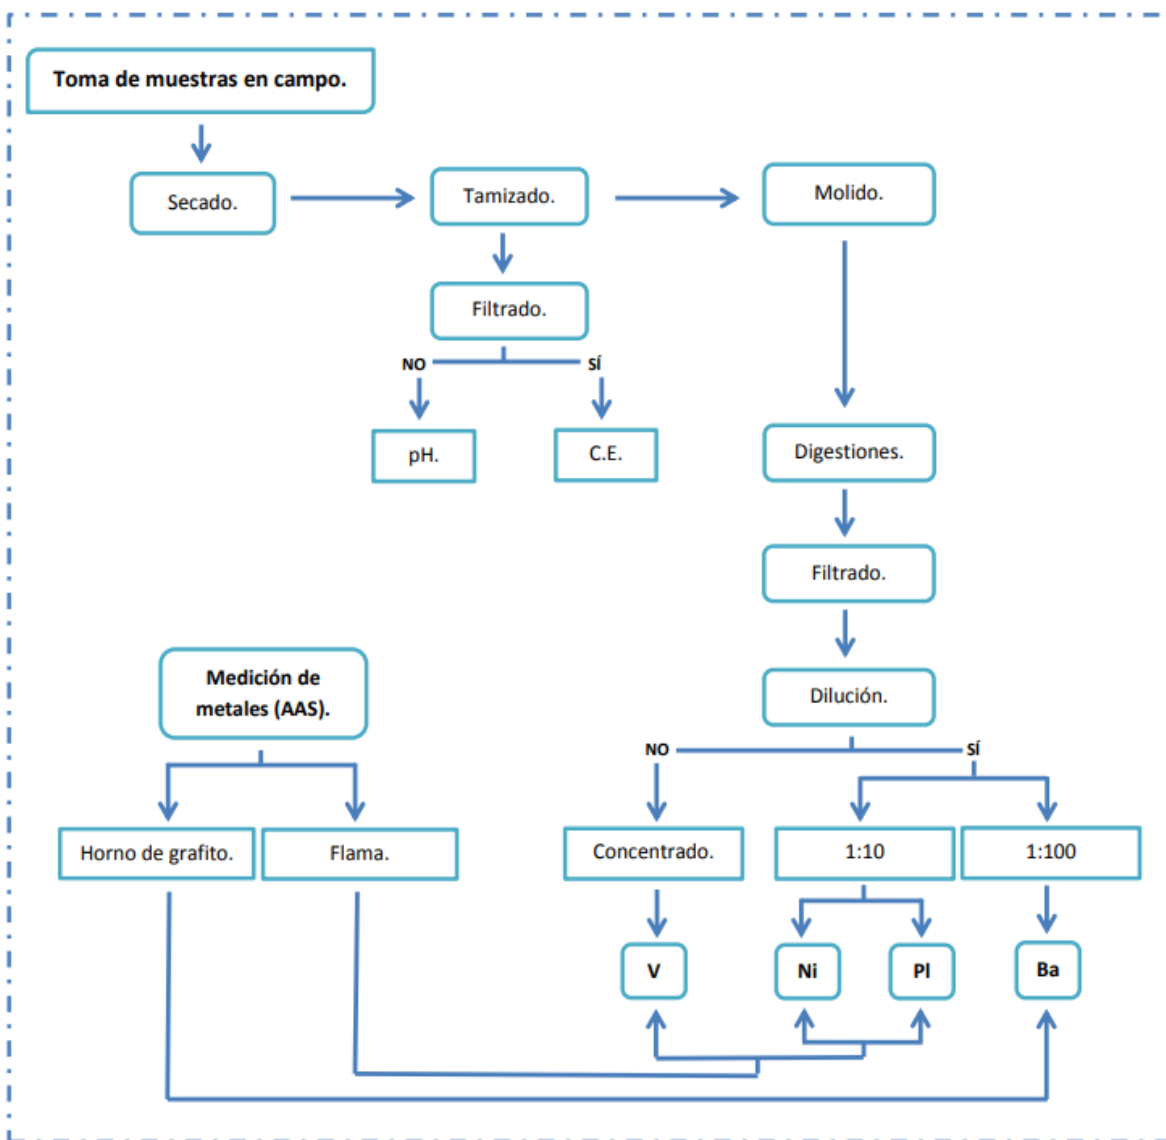 Toma de muestras en campo.
Secado.
Tamizado.
Molido.
Filtrado.
NO
SÍ
pH.
C.E.
Digestiones.
Filtrado.
Dilución.
Medición de
metales (AAS).
NO
SÍ
Horno de grafito.
Flama.
Concentrado.
1:10
1:100
V
Ni
Pl
Ba